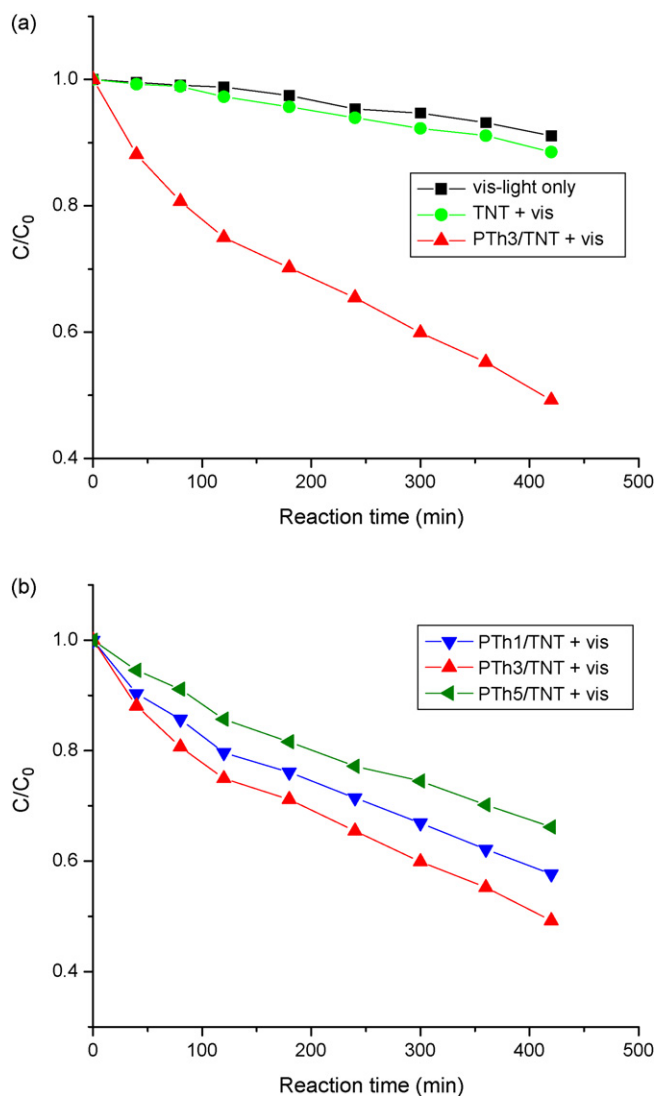 (a)
1.0
0.8
0.6
0.4
C/C₀
vis-light only
TNT + vis
PTh3/TNT + vis
0 100 200 300 400 500
Reaction time (min)
(b)
1.0
0.8
0.6
0.4
C/C₀
PTh1/TNT + vis
PTh3/TNT + vis
PTh5/TNT + vis
0 100 200 300 400 500
Reaction time (min)